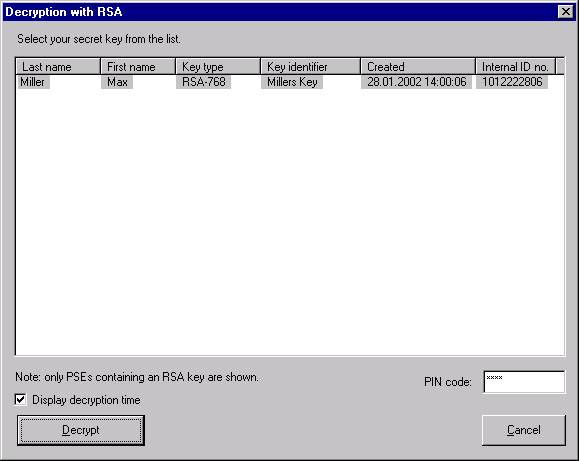 Decryption with RSA
Select your secret key from the list.
Last name First name Key type Key identifier Created Internal ID no.
Miller Max RSA-768 Millers Key 28.01.2002 14:00:06 1012222806
Note: only PSEs containing an RSA key are shown.
PIN code: ****
Display decryption time
Decrypt Cancel